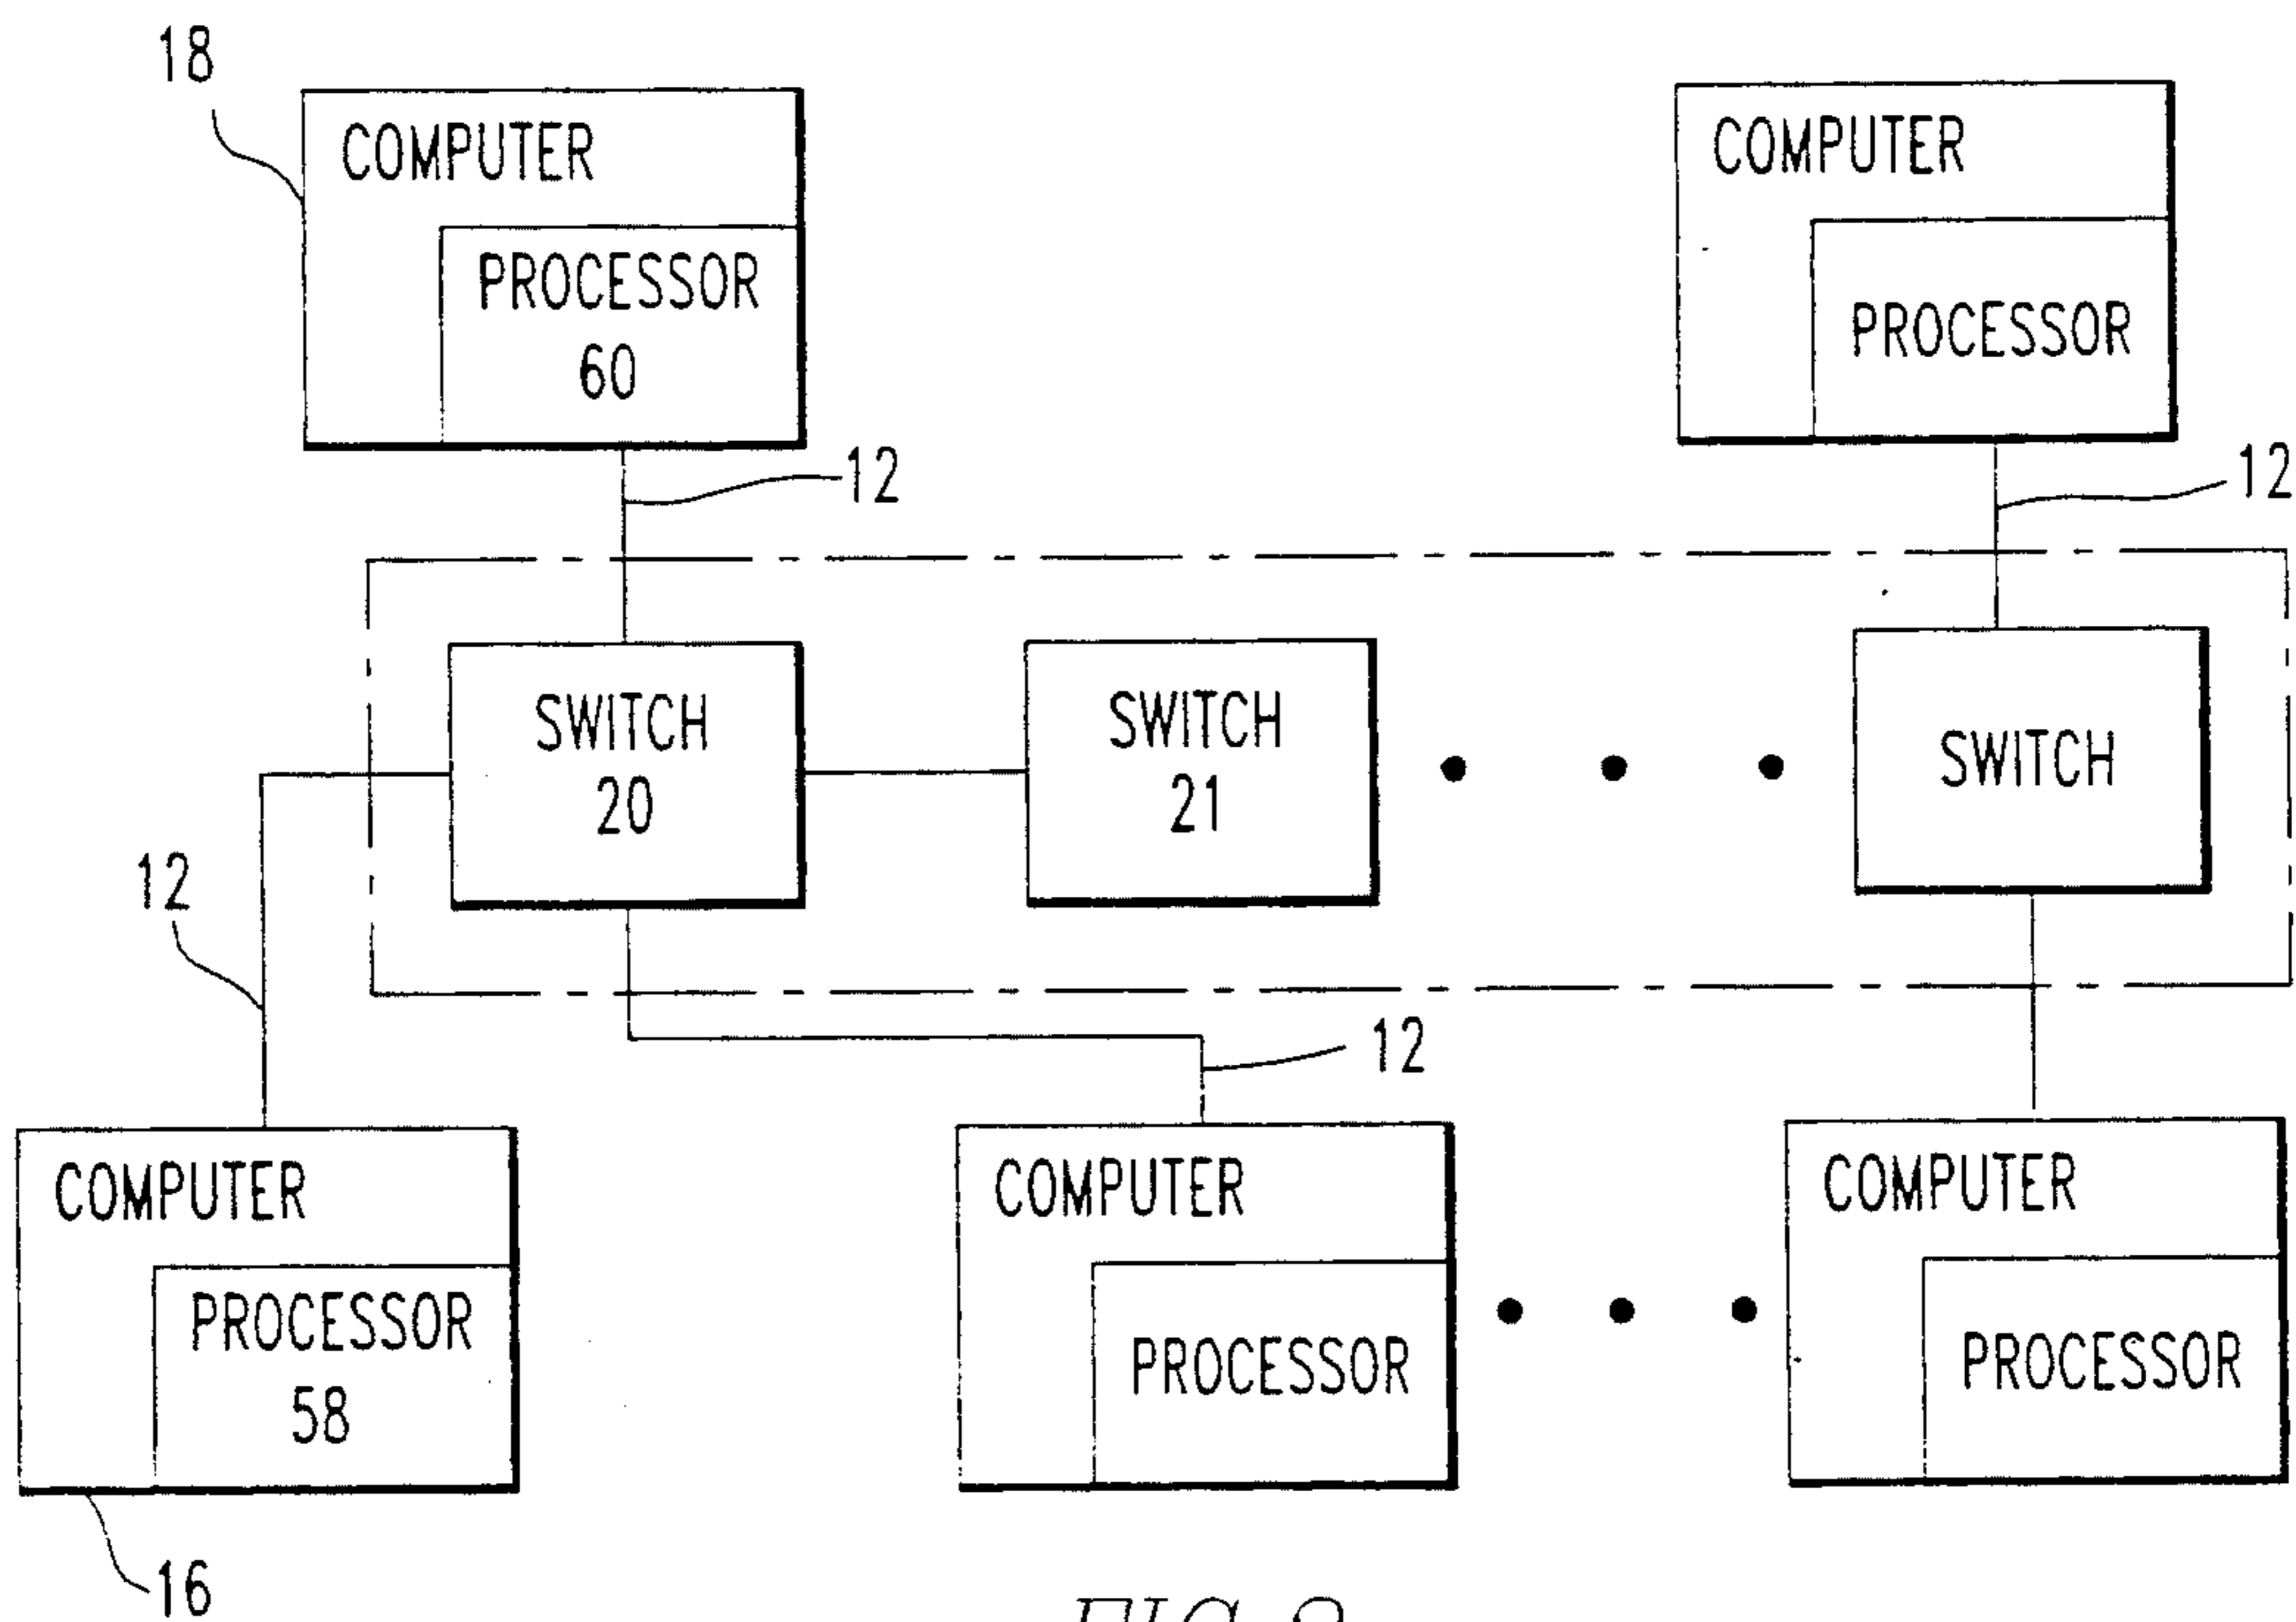 18
COMPUTER
PROCESSOR
60
COMPUTER
PROCESSOR
12
12
SWITCH
20
SWITCH
21
SWITCH
12
12
COMPUTER
PROCESSOR
58
COMPUTER
PROCESSOR
COMPUTER
PROCESSOR
16